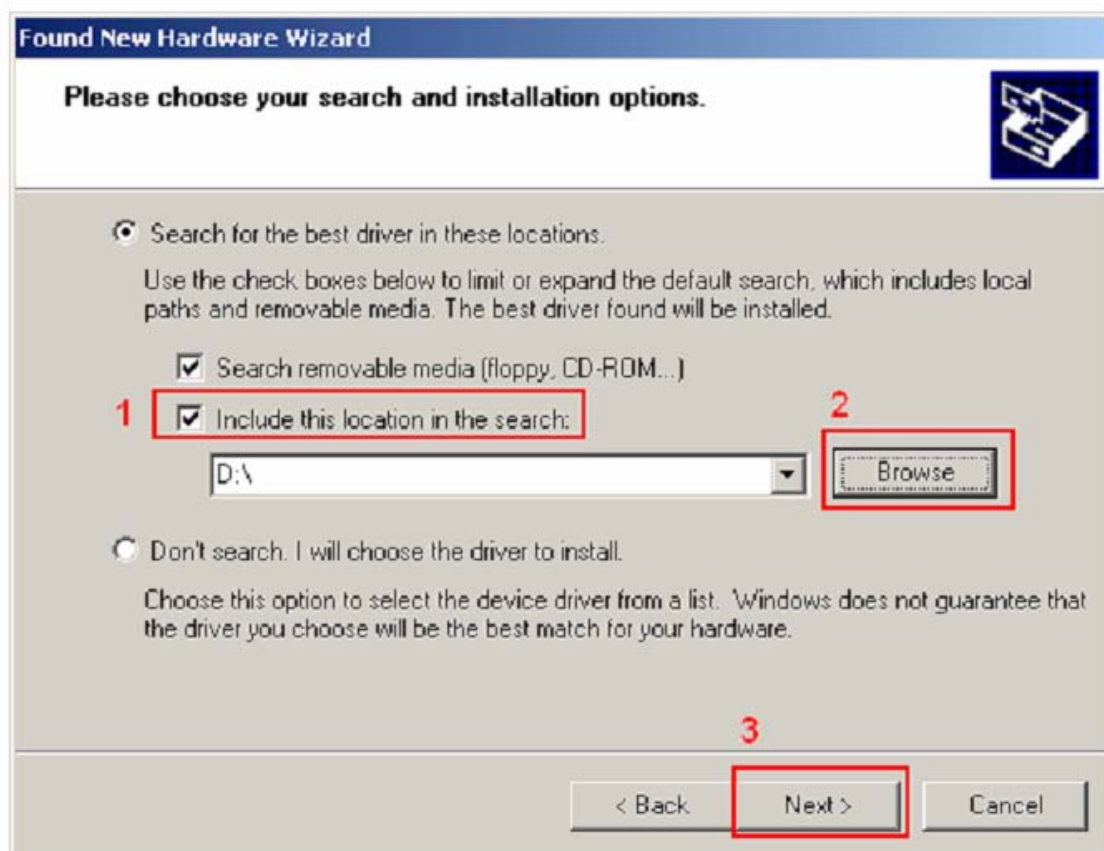 Found New Hardware Wizard
Please choose your search and installation options.
Search for the best driver in these locations.
Use the check boxes below to limit or expand the default search, which includes local
paths and removable media. The best driver found will be installed.
Search removable media (floppy, CD-ROM...)
1 Include this location in the search:
2
D:\ Browse
Don't search. I will choose the driver to install.
Choose this option to select the device driver from a list. Windows does not guarantee that
the driver you choose will be the best match for your hardware.
3
< Back Next > Cancel